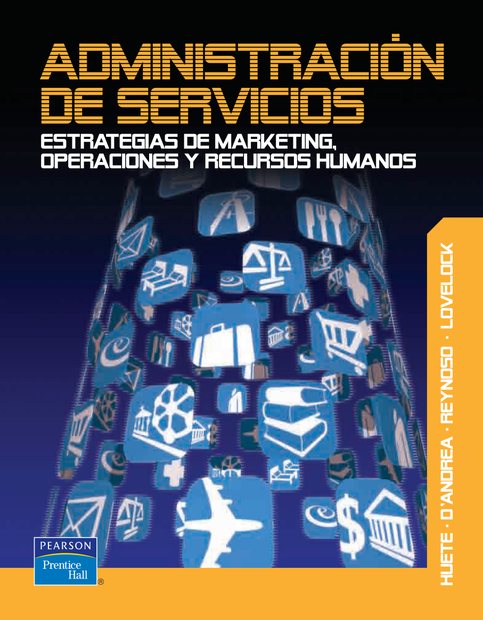 ADMINISTRACIÓN
DE SERVICIOS
ESTRATEGIAS DE MARKETING,
OPERACIONES Y RECURSOS HUMANOS
HUETE · D'ANDREA · REYNOSO · LOVELOCK
PEARSON
Prentice
Hall
®